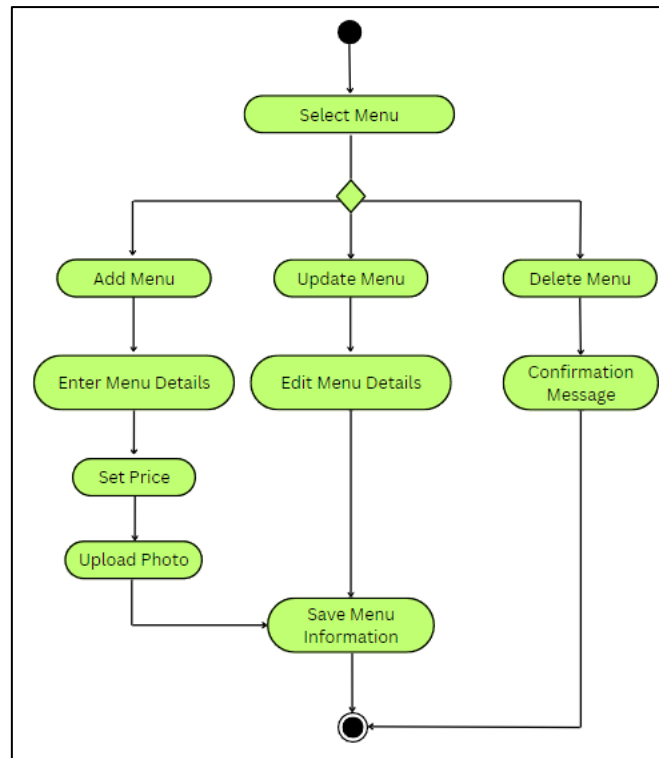 Select Menu
Add Menu
Update Menu
Delete Menu
Enter Menu Details
Edit Menu Details
Confirmation
Message
Set Price
Upload Photo
Save Menu
Information